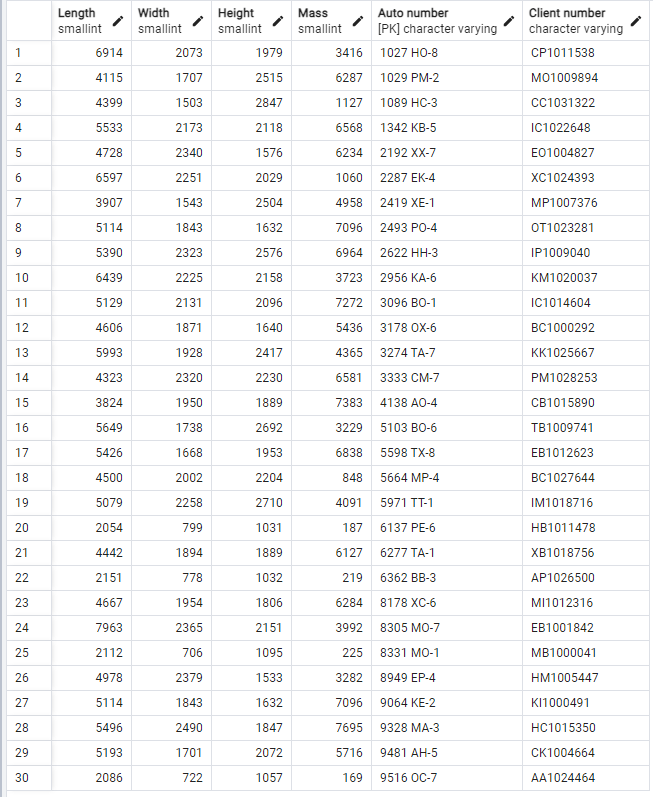 Length Width Height Mass Auto number Client number
smallint smallint smallint smallint [PK] character varying character varying
1 6914 2073 1979 3416 1027 HO-8 CP1011538
2 4115 1707 2515 6287 1029 PM-2 MO1009894
3 4399 1503 2847 1127 1089 HC-3 CC1031322
4 5533 2173 2118 6568 1342 KB-5 IC1022648
5 4728 2340 1576 6234 2192 XX-7 EO1004827
6 6597 2251 2029 1060 2287 EK-4 XC1024393
7 3907 1543 2504 4958 2419 XE-1 MP1007376
8 5114 1843 1632 7096 2493 PO-4 OT1023281
9 5390 2323 2576 6964 2622 HH-3 IP1009040
10 6439 2225 2158 3723 2956 KA-6 KM1020037
11 5129 2131 2096 7272 3096 BO-1 IC1014604
12 4606 1871 1640 5436 3178 OX-6 BC1000292
13 5993 1928 2417 4365 3274 TA-7 KK1025667
14 4323 2320 2230 6581 3333 CM-7 PM1028253
15 3824 1950 1889 7383 4138 AO-4 CB1015890
16 5649 1738 2692 3229 5103 BO-6 TB1009741
17 5426 1668 1953 6838 5598 TX-8 EB1012623
18 4500 2002 2204 848 5664 MP-4 BC1027644
19 5079 2258 2710 4091 5971 TT-1 IM1018716
20 2054 799 1031 187 6137 PE-6 HB1011478
21 4442 1894 1889 6127 6277 TA-1 XB1018756
22 2151 778 1032 219 6362 BB-3 AP1026500
23 4667 1954 1806 6284 8178 XC-6 MI1012316
24 7963 2365 2151 3992 8305 MO-7 EB1001842
25 2112 706 1095 225 8331 MO-1 MB1000041
26 4978 2379 1533 3282 8949 EP-4 HM1005447
27 5114 1843 1632 7096 9064 KE-2 KI1000491
28 5496 2490 1847 7695 9328 MA-3 HC1015350
29 5193 1701 2072 5716 9481 AH-5 CK1004664
30 2086 722 1057 169 9516 OC-7 AA1024464